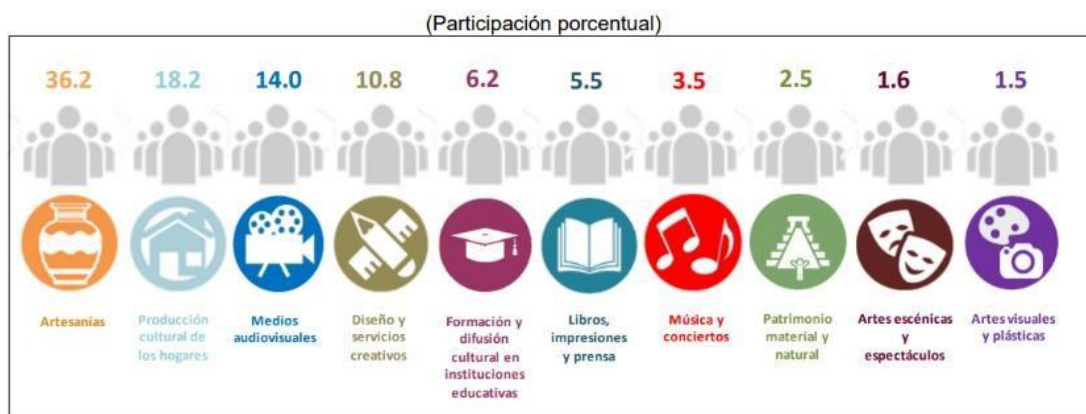 (Participación porcentual)
36.2 18.2 14.0 10.8 6.2 5.5 3.5 2.5 1.6 1.5
Artesanías
Producción
cultural de
los hogares
Medios
audiovisuales
Diseño y
servicios
creativos
Formación y
difusión
cultural en
instituciones
educativas
Libros,
impresiones
y prensa
Música y
conciertos
Patrimonio
material y
natural
Artes escénicas
y
espectáculos
Artes visuales
y plásticas